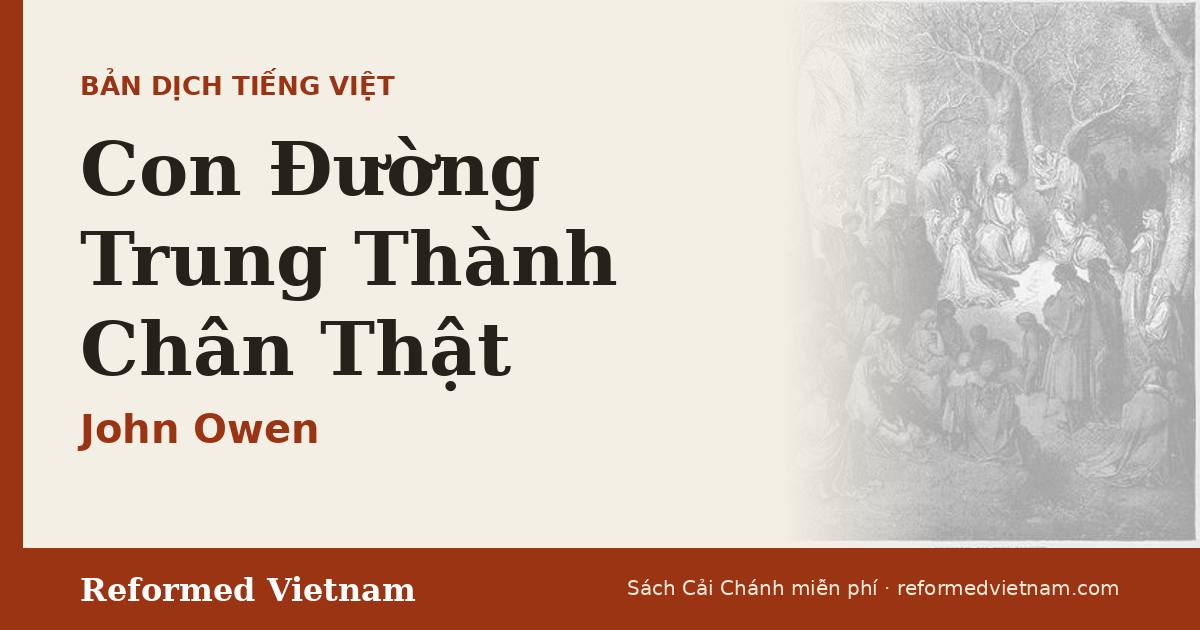 BẢN DỊCH TIẾNG VIỆT
Con Đường
Trung Thành
Chân Thật
John Owen
Reformed Vietnam
Sách Cải Chánh miễn phí · reformedvietnam.com